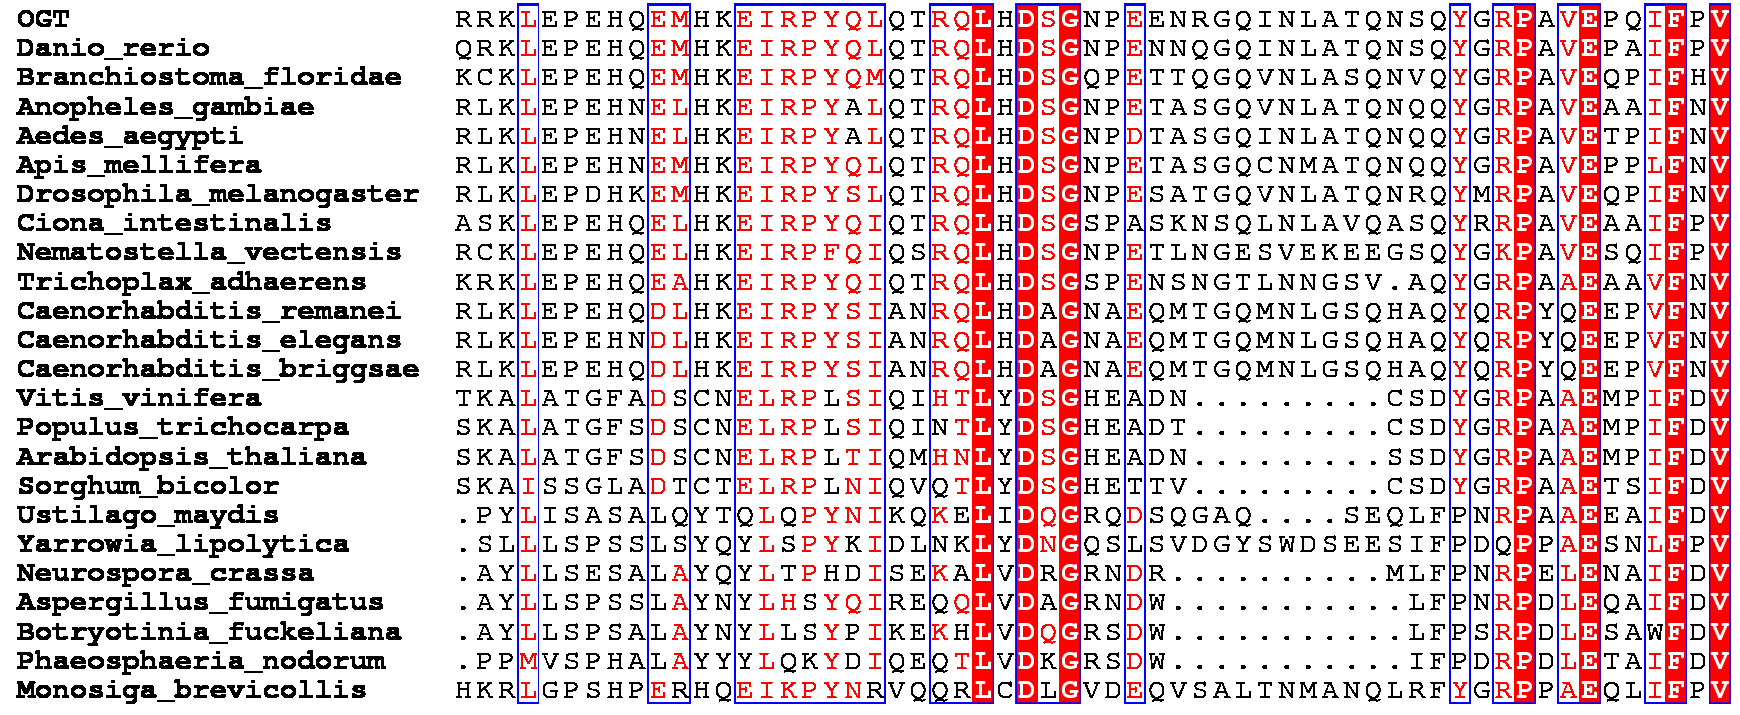 OGT RRKLEPEHQEMHKEIRPYQLQTRQLHDSGNPEENRGQINLATQNSQYGRPAVEPQIFPV
Danio_rerio QRKLEPEHQEMHKEIRPYQLQTRQLHDSGNPENNQGQINLATQNSQYGRPAVEPAIFPV
Branchiostoma_floridae KCKLEPEHQEMHKEIRPYQMQTRQLHDSGQPETTQGQVNLASQNVQYGRPAVEQPIFHV
Anopheles_gambiae RLKLEPEHNELHKEIRPYALQTRQLHDSGNPETASGQVNLATQNQQYGRPAVEAAIFNV
Aedes_aegypti RLKLEPEHNELHKEIRPYALQTRQLHDSGNPDTASGQINLATQNQQYGRPAVETPIFNV
Apis_mellifera RLKLEPEHNEMHKEIRPYQLQTRQLHDSGNPETASGQCNMATQNQQYGRPAVEPPLFNV
Drosophila_melanogaster RLKLEPDHKEMHKEIRPYSLQTRQLHDSGNPESATGQVNLATQNRQYMRPAVEQPIFNV
Ciona_intestinalis ASKLEPEHQELHKEIRPYQIQTRQLHDSGSPASKNSQLNLAVQASQYRRPAVEAAIFPV
Nematostella_vectensis RCKLEPEHQELHKEIRPFQIQSRQLHDSGNPETLNGESVEKEEGSQYGKPAVESQIFPV
Trichoplax_adhaerens KRKLEPEHQEAHKEIRPYQIQTRQLHDSGSPENSNGTLNNGSV.AQYGRPAAEAAVFNV
Caenorhabditis_remanei RLKLEPEHQDLHKEIRPYSIANRQLHDAGNAEQMTGQMNLGSQHAQYQRPYQEEPVFNV
Caenorhabditis_elegans RLKLEPEHNDLHKEIRPYSIANRQLHDAGNAEQMTGQMNLGSQHAQYQRPYQEEPVFNV
Caenorhabditis_briggsae RLKLEPEHQDLHKEIRPYSIANRQLHDAGNAEQMTGQMNLGSQHAQYQRPYQEEPVFNV
Vitis_vinifera TKALATGFADSCNELRPLSIQIHTLYDSGHEADN.........CSDYGRPAAEMPIFDV
Populus_trichocarpa SKALATGFSDSCNELRPLSIQINTLYDSGHEADT.........CSDYGRPAAEMPIFDV
Arabidopsis_thaliana SKALATGFSDSCNELRPLTIQMHNLYDSGHEADN.........SSDYGRPAAEMPIFDV
Sorghum_bicolor SKAISSGLADTCTELRPLNIQVQTLYDSGHETTV.........CSDYGRPAAETSIFDV
Ustilago_maydis .PYLISASALQYTQLQPYNIKQKELIDQGRQDSQGAQ....SEQLFPNRPAAEEAIFDV
Yarrowia_lipolytica .SLLLSPSSLSYQYLSPYKIDLNKLYDNGQSLSVDGYSWDSEESIFPDQPPAESNLFPV
Neurospora_crassa .AYLLSESALAYQYLTPHDISEKALVDRGRNDR..........MLFPNRPELENAIFDV
Aspergillus_fumigatus .AYLLSPSSLAYNYLHSYQIREQQLVDAGRNDW...........LFPNRPDLEQAIFDV
Botryotinia_fuckeliana .AYLLSPSALAYNYLLSYPIKEKHLVDQGRSDW...........LFPSRPDLESAWFDV
Phaeosphaeria_nodorum .PPMVSPHALAYYYLQKYDIQEQTLVDKGRSDW...........IFPDRPDLETAIFDV
Monosiga_brevicollis HKRLGPSHPERHQEIKPYNRVQQRLCDLGVDEQVSALTNMANQLRFYGRPPAEQLIFPV